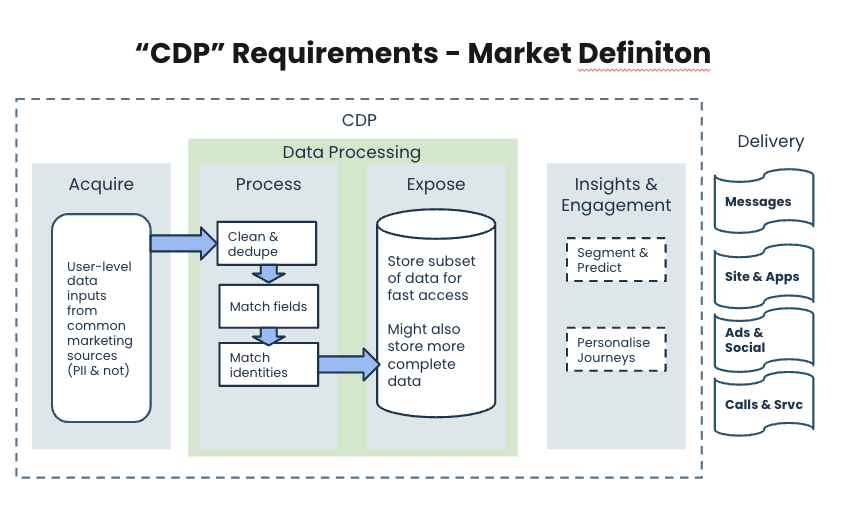 “CDP” Requirements - Market Definiton
CDP
Data Processing
Acquire
User-level
data
inputs
from
common
marketing
sources
(PII & not)
Process
Clean &
dedupe
Match fields
Match
identities
Expose
Store subset
of data for
fast access
Might also
store more
complete
data
Insights &
Engagement
Segment &
Predict
Personalise
Journeys
Delivery
Messages
Site & Apps
Ads &
Social
Calls & Srvc